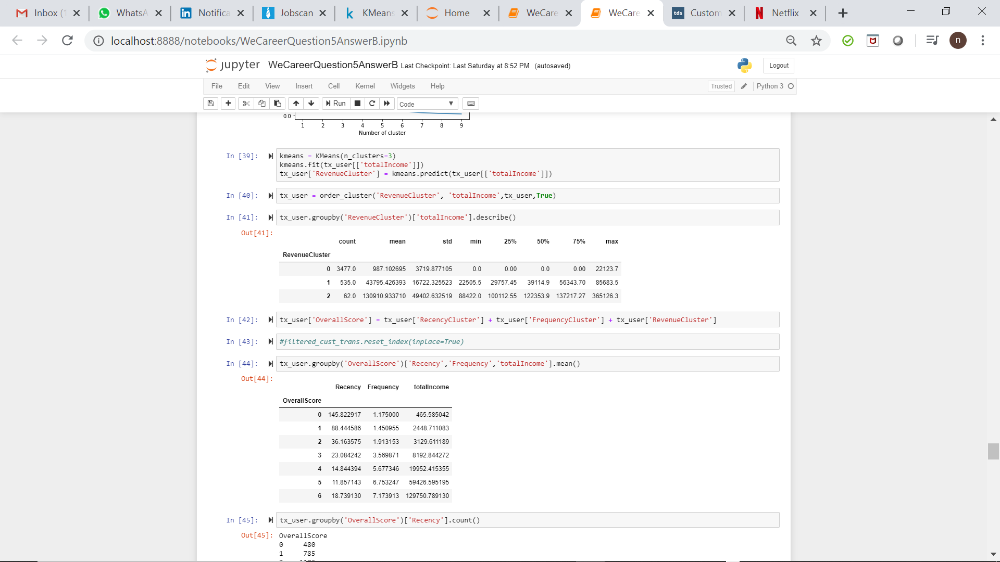 Inbox (1
WhatsA
Notifica
Jobscan
KMeans
Home
WeCare
WeCare
tds Custom
Netflix
localhost:8888/notebooks/WeCareerQuestion5AnswerB.ipynb
n
jupyter WeCareerQuestion5AnswerB Last Checkpoint: Last Saturday at 8:52 PM (autosaved)
Logout
File Edit View Insert Cell Kernel Widgets Help
Trusted Python 3
Run Code
0.0
1 2 3 4 5 6 7 8 9
Number of cluster
In [39]: kmeans = KMeans(n_clusters=3)
kmeans.fit(tx_user[['totalIncome']])
tx_user['RevenueCluster'] = kmeans.predict(tx_user[['totalIncome']])
In [40]: tx_user = order_cluster('RevenueCluster', 'totalIncome',tx_user,True)
In [41]: tx_user.groupby('RevenueCluster')['totalIncome'].describe()
Out[41]:
count mean std min 25% 50% 75% max
RevenueCluster
0 3477.0 987.102695 3719.877105 0.0 0.00 0.0 0.00 22123.7
1 535.0 43795.426393 16722.325523 22505.5 29757.45 39114.9 56343.70 85683.5
2 62.0 130910.933710 49402.632519 88422.0 100112.55 122353.9 137217.27 365126.3
In [42]: tx_user['OverallScore'] = tx_user['RecencyCluster'] + tx_user['FrequencyCluster'] + tx_user['RevenueCluster']
In [43]: #filtered_cust_trans.reset_index(inplace=True)
In [44]: tx_user.groupby('OverallScore')['Recency','Frequency','totalIncome'].mean()
Out[44]:
Recency Frequency totalIncome
OverallScore
0 145.822917 1.175000 465.585042
1 88.444586 1.450955 2448.711083
2 36.163575 1.913153 3129.611189
3 23.084242 3.569871 8192.844272
4 14.844394 5.677346 19952.415355
5 11.857143 6.753247 59426.595195
6 18.739130 7.173913 129750.789130
In [45]: tx_user.groupby('OverallScore')['Recency'].count()
Out[45]: OverallScore
0 480
1 785